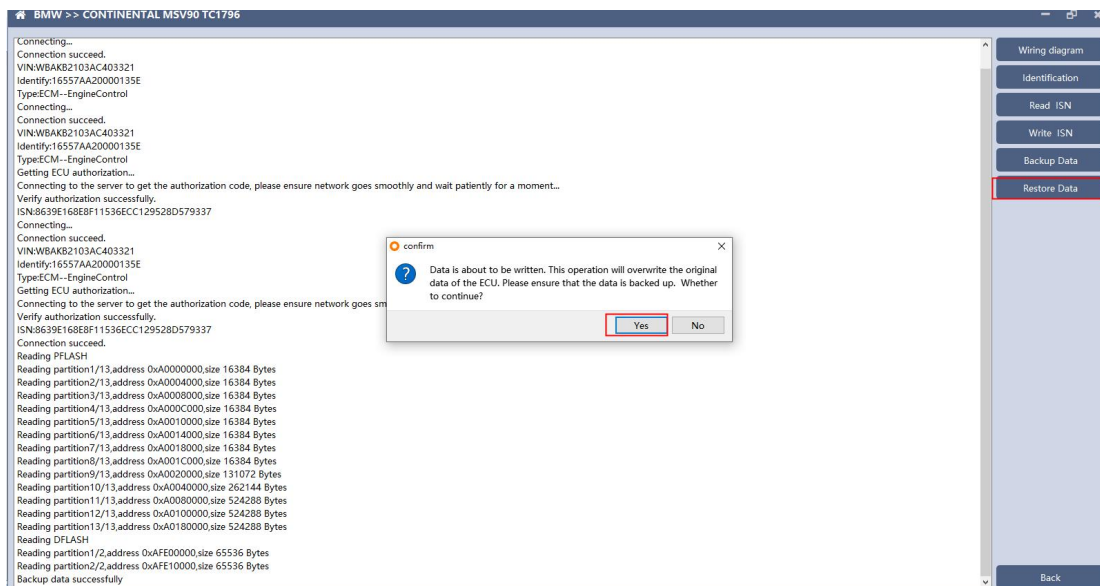 BMW >> CONTINENTAL MSV90 TC1796
Connecting...
Connection succeed.
VIN:WBAKB2103AC403321
Identify:16557AA20000135E
Type:ECM--EngineControl
Connecting...
Connection succeed.
VIN:WBAKB2103AC403321
Identify:16557AA20000135E
Type:ECM--EngineControl
Getting ECU authorization...
Connecting to the server to get the authorization code, please ensure network goes smoothly and wait patiently for a moment...
Verify authorization successfully.
ISN:8639E168E8F11536ECC129528D579337
Connecting...
Connection succeed.
VIN:WBAKB2103AC403321
Identify:16557AA20000135E
Type:ECM--EngineControl
Getting ECU authorization...
Connecting to the server to get the authorization code, please ensure network goes sm
Verify authorization successfully.
ISN:8639E168E8F11536ECC129528D579337
Connection succeed.
Reading PFLASH
Reading partition1/13,address 0xA0000000,size 16384 Bytes
Reading partition2/13,address 0xA0004000,size 16384 Bytes
Reading partition3/13,address 0xA0008000,size 16384 Bytes
Reading partition4/13,address 0xA000C000,size 16384 Bytes
Reading partition5/13,address 0xA0010000,size 16384 Bytes
Reading partition6/13,address 0xA0014000,size 16384 Bytes
Reading partition7/13,address 0xA0018000,size 16384 Bytes
Reading partition8/13,address 0xA001C000,size 16384 Bytes
Reading partition9/13,address 0xA0020000,size 131072 Bytes
Reading partition10/13,address 0xA0040000,size 262144 Bytes
Reading partition11/13,address 0xA0080000,size 524288 Bytes
Reading partition12/13,address 0xA0100000,size 524288 Bytes
Reading partition13/13,address 0xA0180000,size 524288 Bytes
Reading DFLASH
Reading partition1/2,address 0xAFE00000,size 65536 Bytes
Reading partition2/2,address 0xAFE10000,size 65536 Bytes
Backup data successfully
confirm
Data is about to be written. This operation will overwrite the original
data of the ECU. Please ensure that the data is backed up. Whether
to continue?
Yes
No
Wiring diagram
Identification
Read ISN
Write ISN
Backup Data
Restore Data
Back